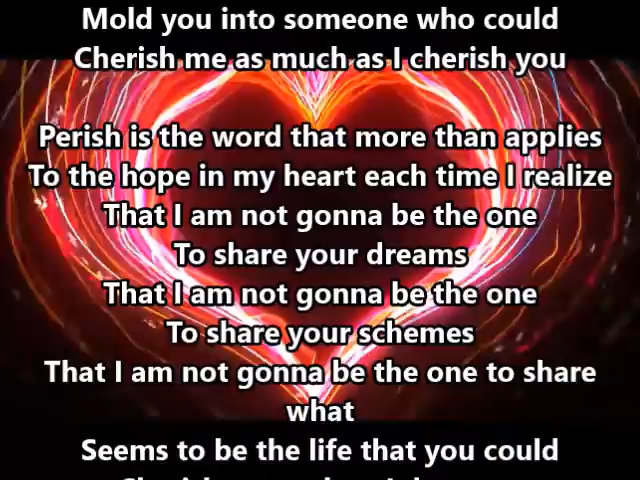 Mold you into someone who could
Cherish me as much as I cherish you
Perish is the word that more than applies
To the hope in my heart each time I realize
That I am not gonna be the one
To share your dreams
That I am not gonna be the one
To share your schemes
That I am not gonna be the one to share
what
Seems to be the life that you could